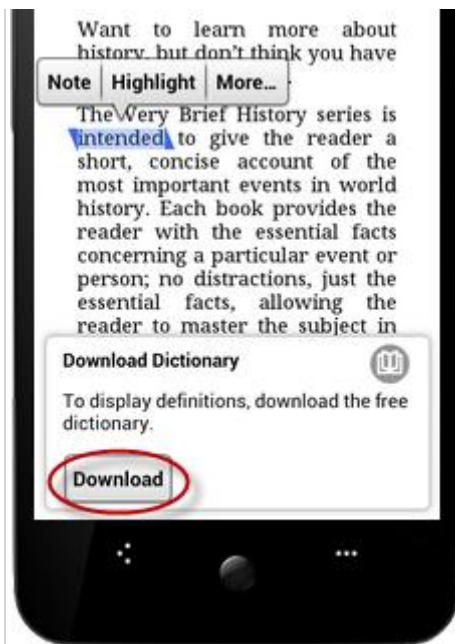 Want to learn more about
history, but don't think you have
Note Highlight More...
The Very Brief History series is
intended to give the reader a
short, concise account of the
most important events in world
history. Each book provides the
reader with the essential facts
concerning a particular event or
person; no distractions, just the
essential facts, allowing the
reader to master the subject in
Download Dictionary
To display definitions, download the free
dictionary.
Download